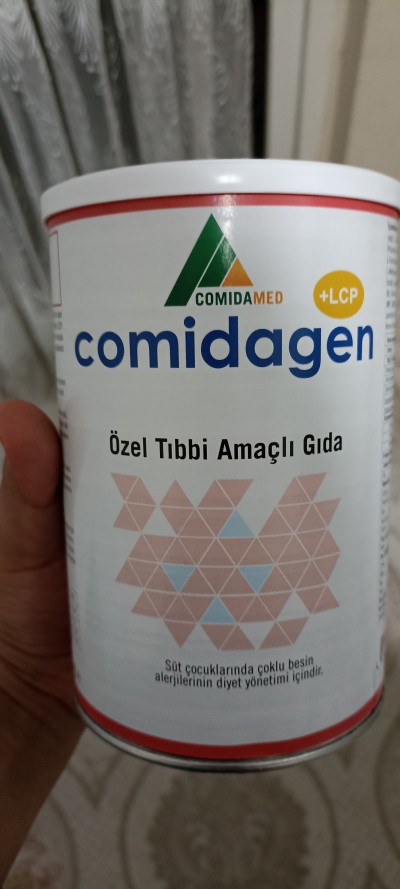 COMIDAMED
+LCP
comidagen
Özel Tıbbi Amaçlı Gıda
Süt çocuklarında çoklu besin
alerjilerinin diyet yönetimi içindir.